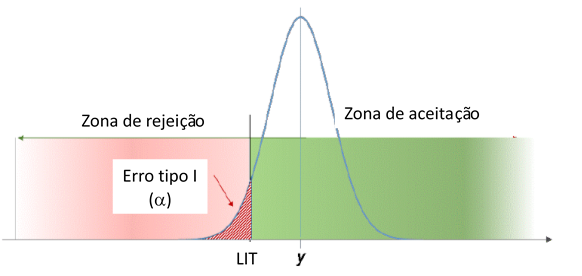 Zona de rejeição
Zona de aceitação
Erro tipo I
(α)
LIT
y